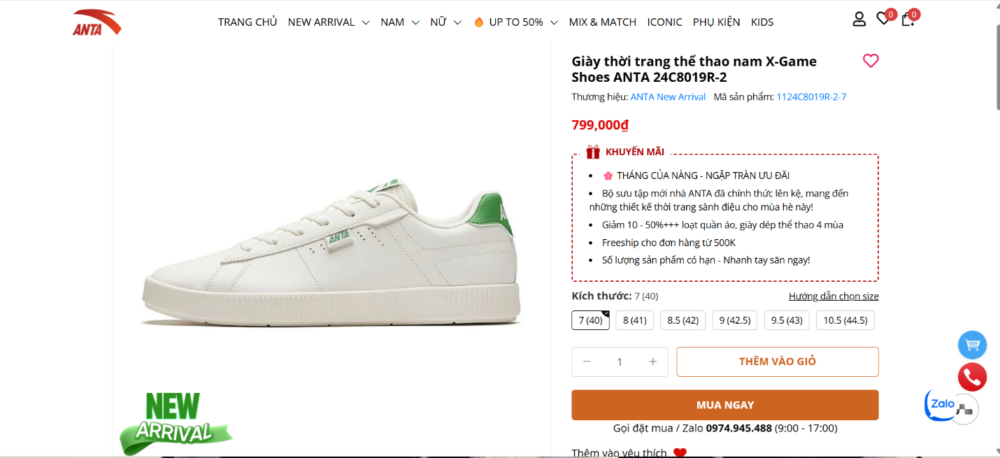 ANTA
TRANG CHỦ NEW ARRIVAL NAM NỮ UP TO 50% MIX & MATCH ICONIC PHỤ KIỆN KIDS
0 0
Giày thời trang thể thao nam X-Game
Shoes ANTA 24C8019R-2
Thương hiệu: ANTA New Arrival Mã sản phẩm: 1124C8019R-2-7
799,000₫
KHUYẾN MÃI
THÁNG CỦA NÀNG - NGẬP TRÀN ƯU ĐÃI
Bộ sưu tập mới nhà ANTA đã chính thức lên kệ, mang đến
những thiết kế thời trang sành điệu cho mùa hè này!
Giảm 10 - 50%+++ loạt quần áo, giày dép thể thao 4 mùa
Freeship cho đơn hàng từ 500K
Số lượng sản phẩm có hạn - Nhanh tay săn ngay!
Kích thước: 7 (40) Hướng dẫn chọn size
7 (40) 8 (41) 8.5 (42) 9 (42.5) 9.5 (43) 10.5 (44.5)
1 THÊM VÀO GIỎ
MUA NGAY
Gọi đặt mua / Zalo 0974.945.488 (9:00 - 17:00)
Thêm vào yêu thích
ANTA
NEW
ARRIVAL
Zalo